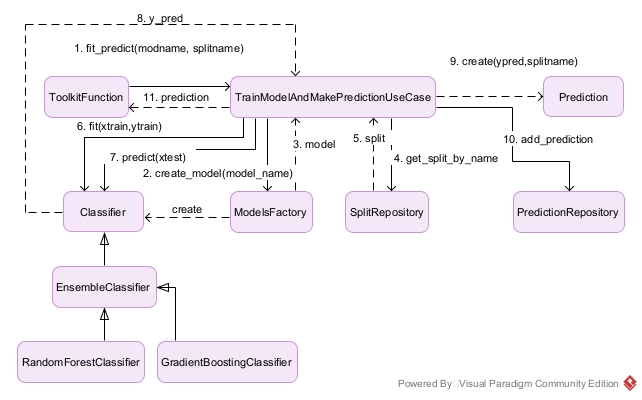 8. y_pred
1. fit_predict(modname, splitname)
9. create(ypred,splitname)
ToolkitFunction
11. prediction
TrainModelAndMakePredictionUseCase
Prediction
6. fit(xtrain,ytrain)
5. split
10. add_prediction
3. model
7. predict(xtest)
4. get_split_by_name
2. create_model(model_name)
Classifier
create
ModelsFactory
SplitRepository
PredictionRepository
EnsembleClassifier
RandomForestClassifier
GradientBoostingClassifier
Powered By Visual Paradigm Community Edition